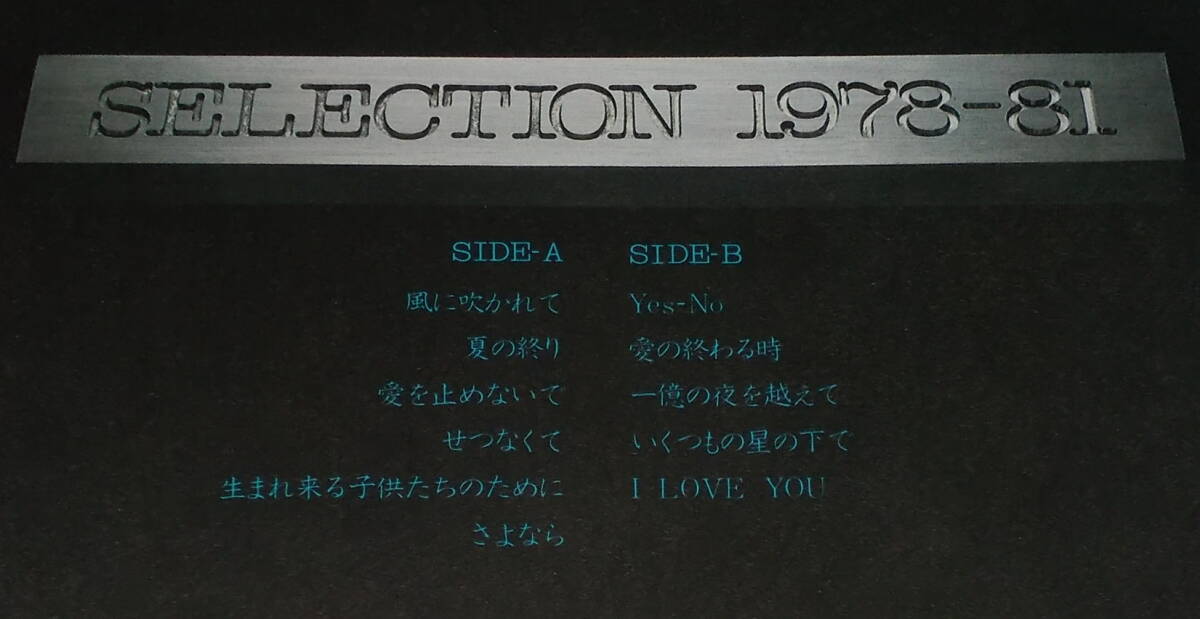 SELECTION 1978-81
SIDE-A
風に吹かれて
夏の終り
愛を止めないで
せつなくて
生まれ来る子供たちのために
さよなら
SIDE-B
Yes-No
愛の終わる時
一億の夜を越えて
いくつもの星の下で
I LOVE YOU